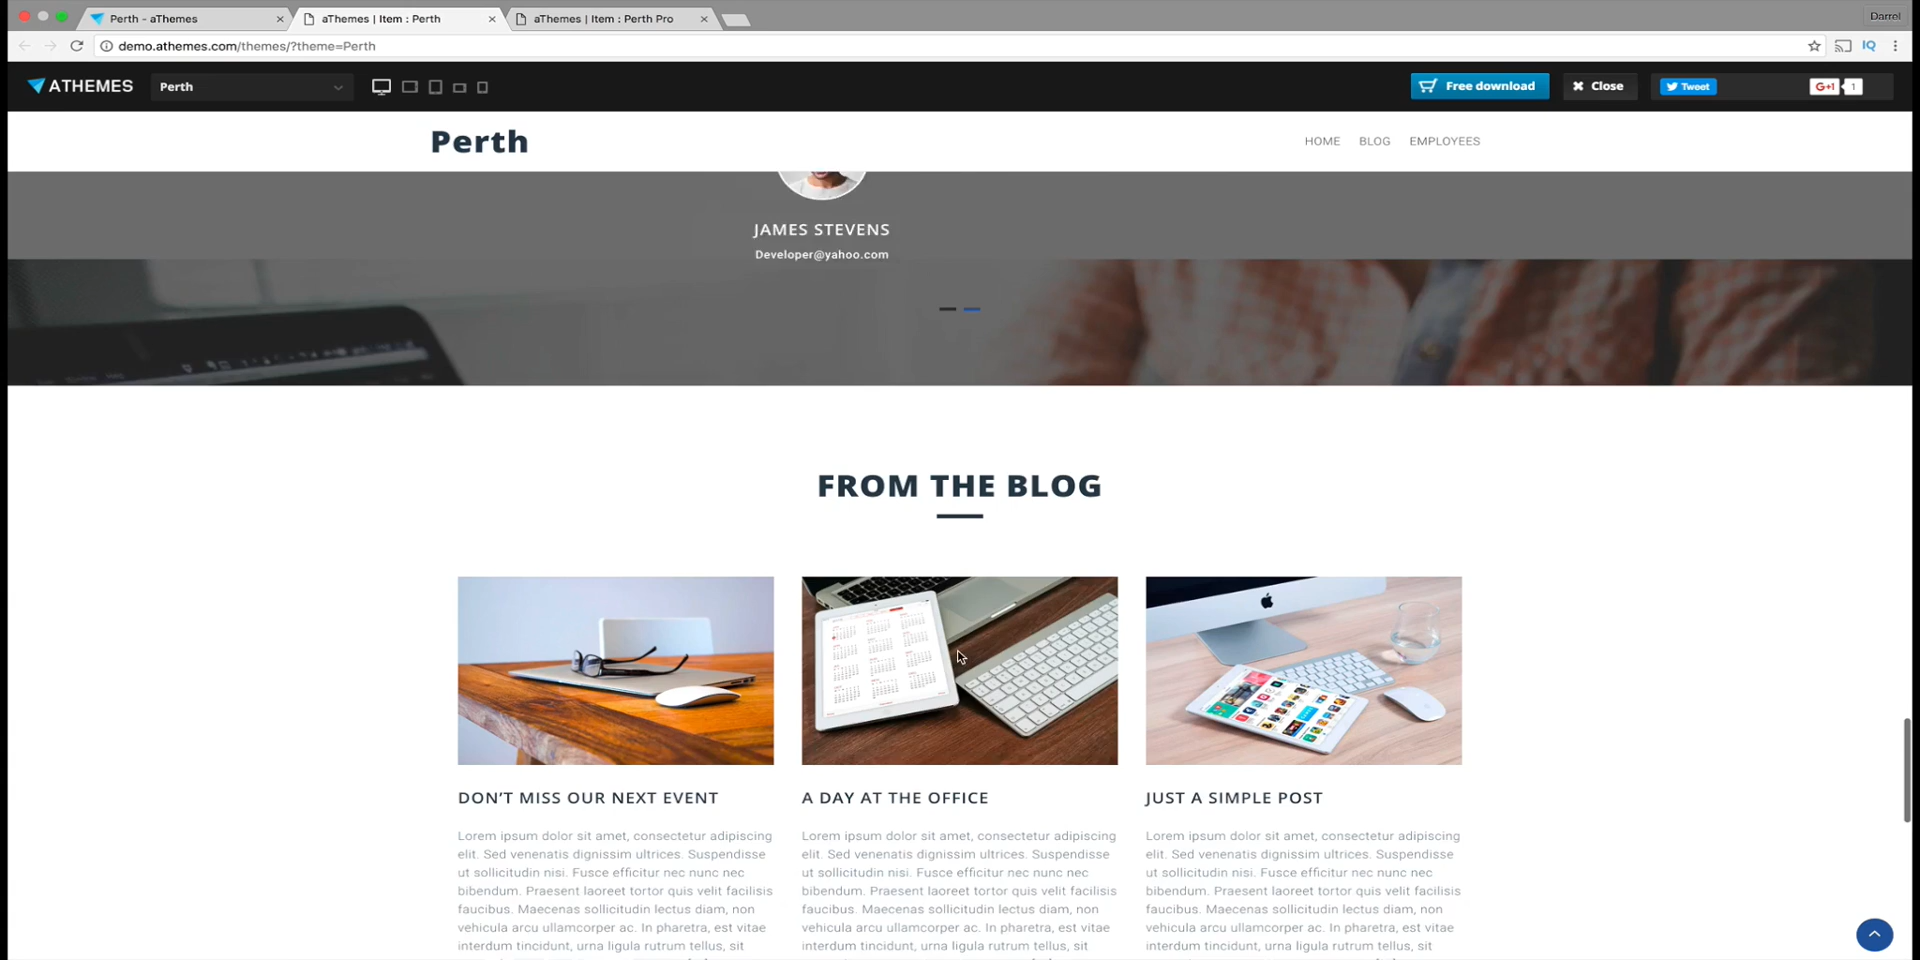 Perth - aThemes
aThemes | Item : Perth
aThemes | Item : Perth Pro
Darrel
demo.athemes.com/themes/?theme=Perth
IQ
ATHEMES
Perth
Free download
Close
Tweet
G+1
1
Perth
HOME
BLOG
EMPLOYEES
JAMES STEVENS
Developer@yahoo.com
FROM THE BLOG
DON'T MISS OUR NEXT EVENT
Lorem ipsum dolor sit amet, consectetur adipiscing
elit. Sed venenatis dignissim ultrices. Suspendisse
ut sollicitudin nisi. Fusce efficitur nec nunc nec
bibendum. Praesent laoreet tortor quis velit facilisis
faucibus. Maecenas sollicitudin lectus diam, non
vehicula arcu ullamcorper ac. In pharetra, est vitae
interdum tincidunt, urna ligula rutrum tellus, sit
A DAY AT THE OFFICE
Lorem ipsum dolor sit amet, consectetur adipiscing
elit. Sed venenatis dignissim ultrices. Suspendisse
ut sollicitudin nisi. Fusce efficitur nec nunc nec
bibendum. Praesent laoreet tortor quis velit facilisis
faucibus. Maecenas sollicitudin lectus diam, non
vehicula arcu ullamcorper ac. In pharetra, est vitae
interdum tincidunt, urna ligula rutrum tellus, sit
JUST A SIMPLE POST
Lorem ipsum dolor sit amet, consectetur adipiscing
elit. Sed venenatis dignissim ultrices. Suspendisse
ut sollicitudin nisi. Fusce efficitur nec nunc nec
bibendum. Praesent laoreet tortor quis velit facilisis
faucibus. Maecenas sollicitudin lectus diam, non
vehicula arcu ullamcorper ac. In pharetra, est vitae
interdum tincidunt, urna ligula rutrum tellus, sit